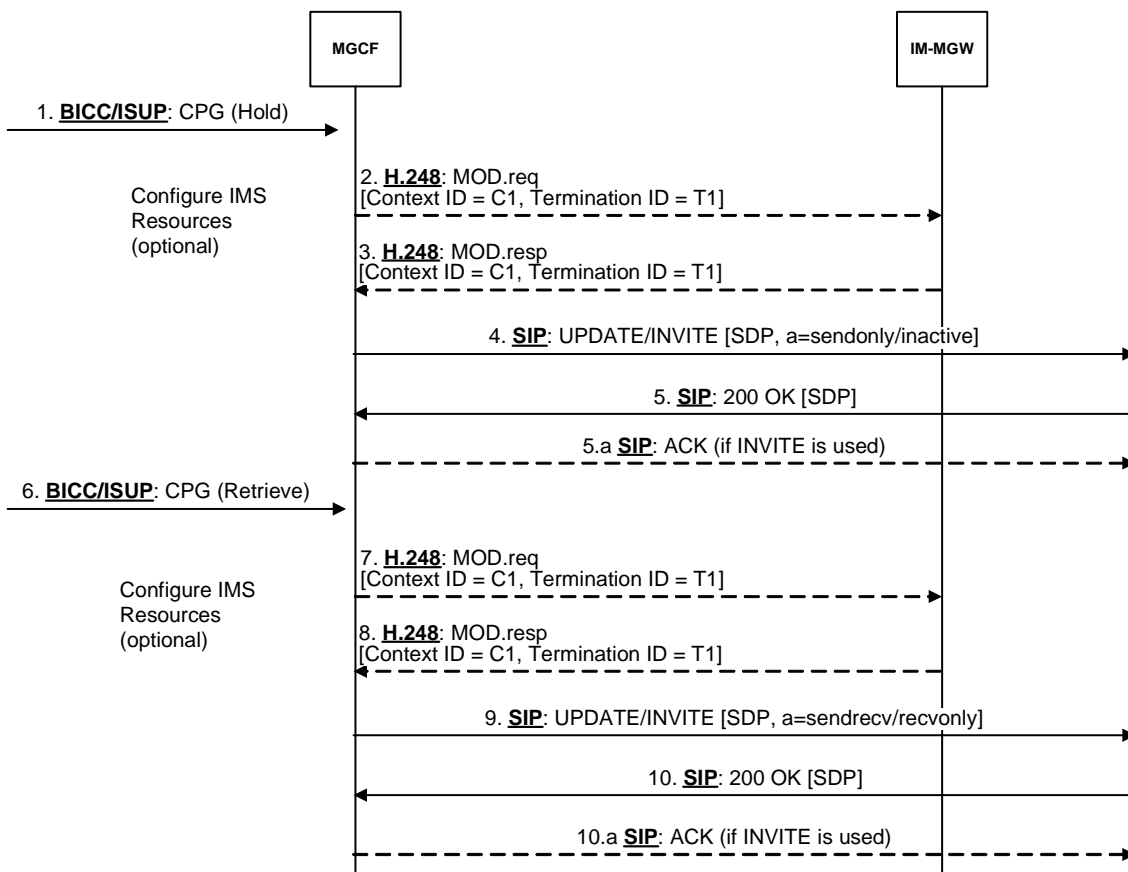 MGCF
IM-MGW
1. BICC/ISUP: CPG (Hold)
2. H.248: MOD.req
[Context ID = C1, Termination ID = T1]
Configure IMS
Resources
(optional)
3. H.248: MOD.resp
[Context ID = C1, Termination ID = T1]
4. SIP: UPDATE/INVITE [SDP, a=sendonly/inactive]
5. SIP: 200 OK [SDP]
5.a SIP: ACK (if INVITE is used)
6. BICC/ISUP: CPG (Retrieve)
7. H.248: MOD.req
[Context ID = C1, Termination ID = T1]
Configure IMS
Resources
(optional)
8. H.248: MOD.resp
[Context ID = C1, Termination ID = T1]
9. SIP: UPDATE/INVITE [SDP, a=sendrecv/recvonly]
10. SIP: 200 OK [SDP]
10.a SIP: ACK (if INVITE is used)